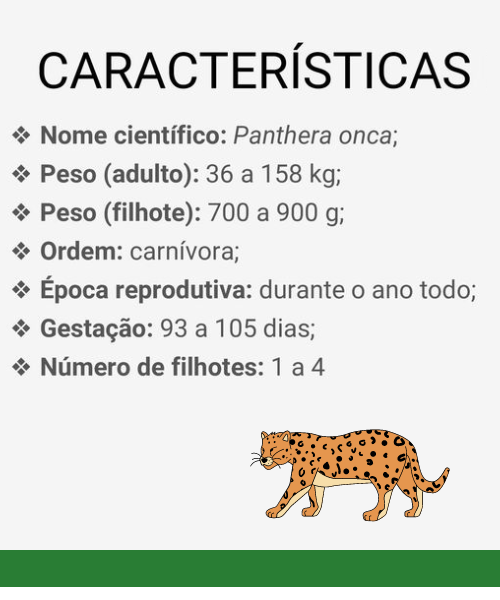 CARACTERÍSTICAS
❖ Nome científico: Panthera onca;
❖ Peso (adulto): 36 a 158 kg;
❖ Peso (filhote): 700 a 900 g;
❖ Ordem: carnívora;
❖ Época reprodutiva: durante o ano todo;
❖ Gestação: 93 a 105 dias;
❖ Número de filhotes: 1 a 4